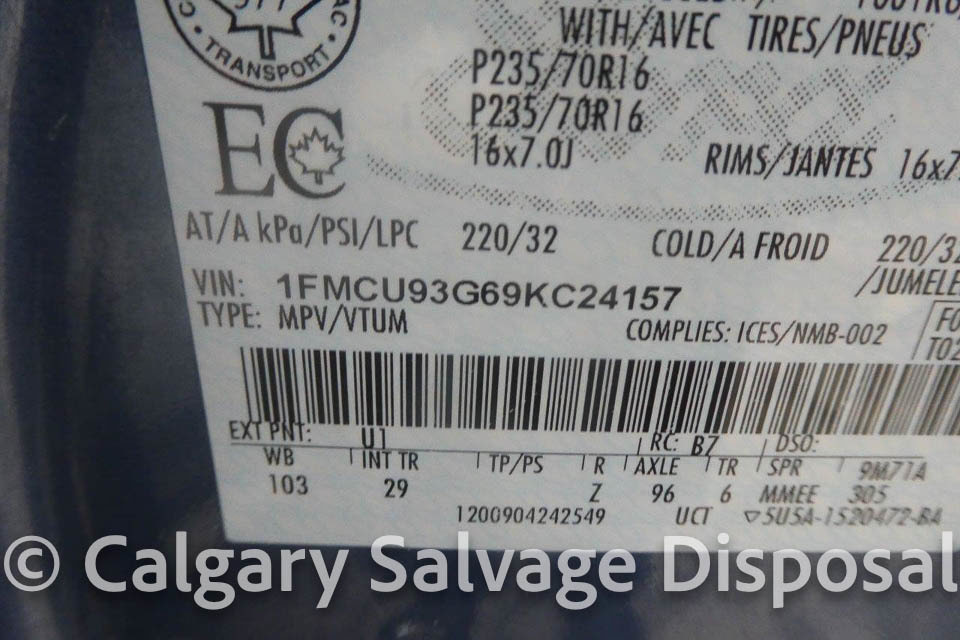 TRANSPORT
WITH/AVEC TIRES/PNEUS
P235/70R16
P235/70R16
16x7.0J RIMS/JANTES
EC
AT/A kPa/PSI/LPC 220/32 COLD/A FROID 220/32
/JUMELE
VIN: 1FMCU93G69KC24157
TYPE: MPV/VTUM COMPLIES: ICES/NMB-002
EXT PNT: U1 RC: B7 DSO:
WB INT TR TP/PS R AXLE TR SPR 9M71A
103 29 Z 96 6 MMEE 305
1200904242549 UCT ▽5U5A-1520472-BA
© Calgary Salvage Disposal